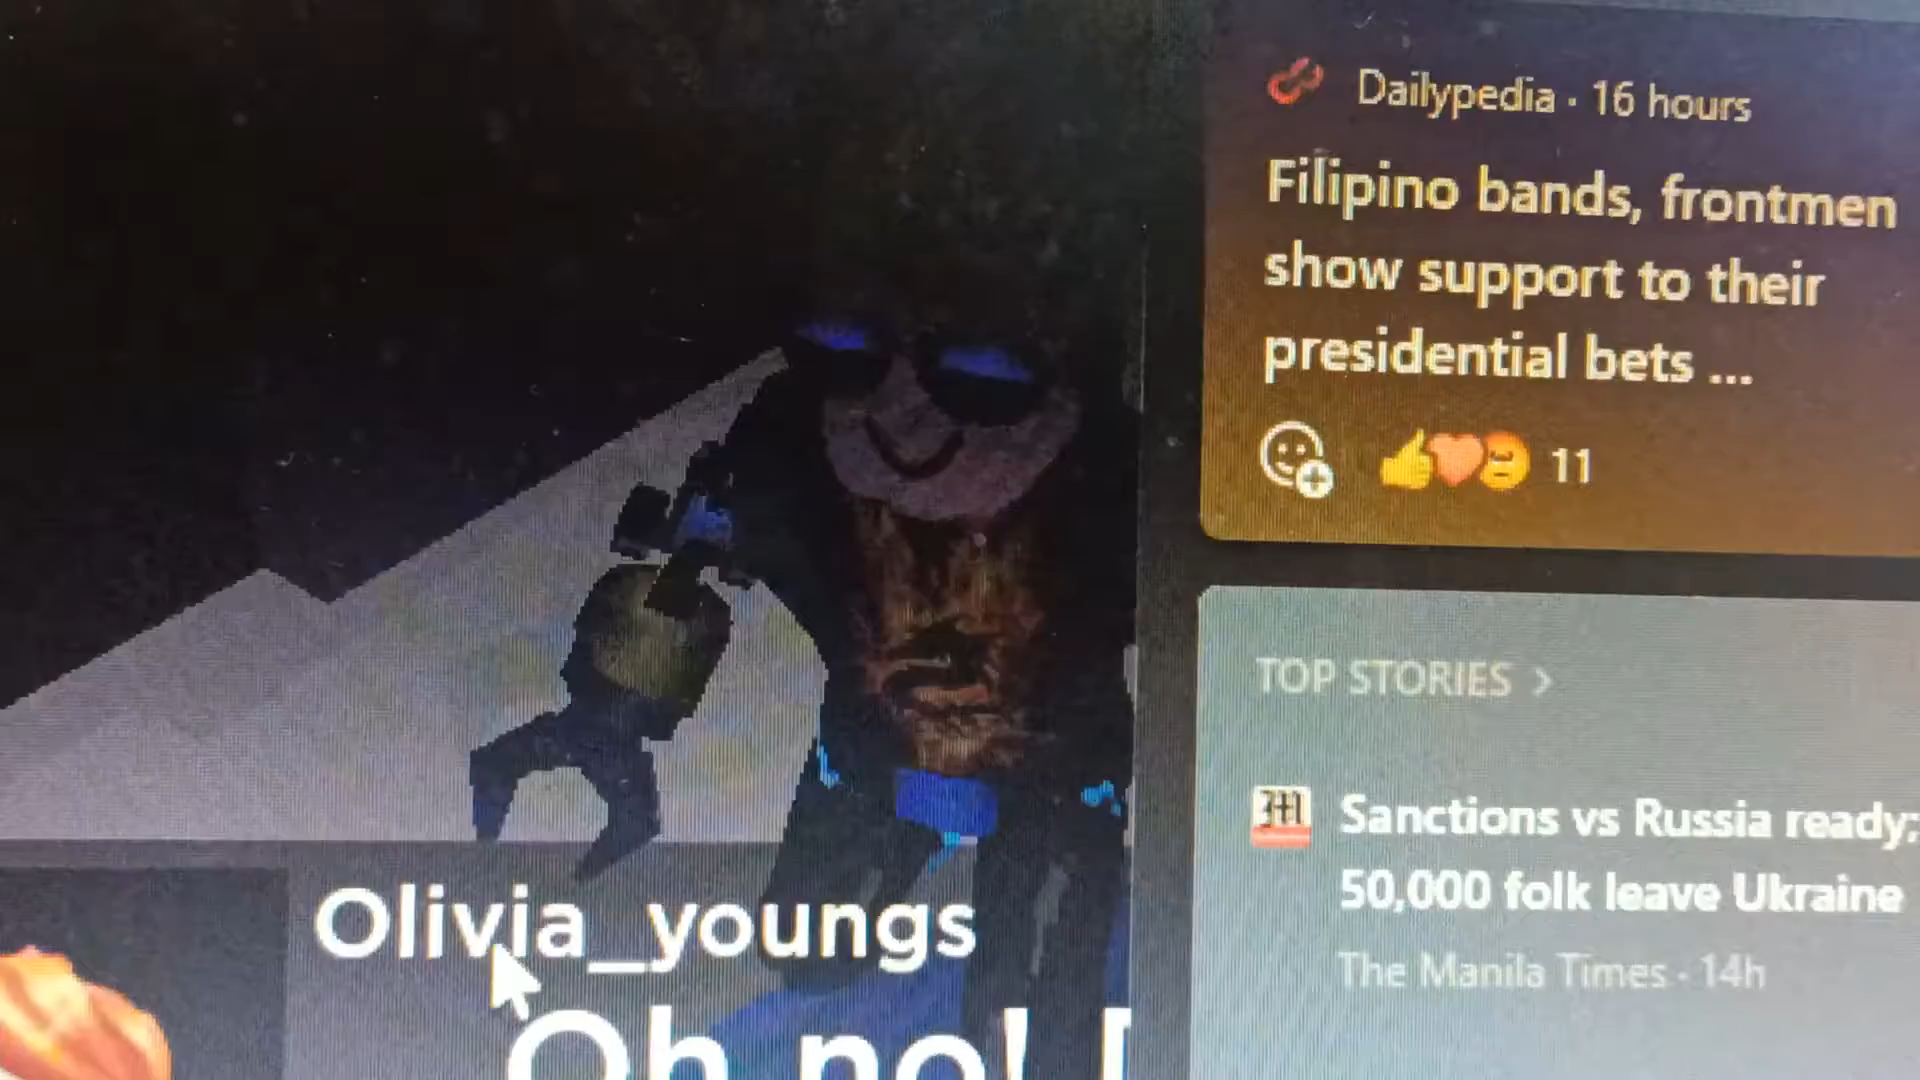 Dailypedia · 16 hours
Filipino bands, frontmen
show support to their
presidential bets ...
11
TOP STORIES >
Sanctions vs Russia ready;
50,000 folk leave Ukraine
The Manila Times · 14h
Olivia_youngs
Oh no!